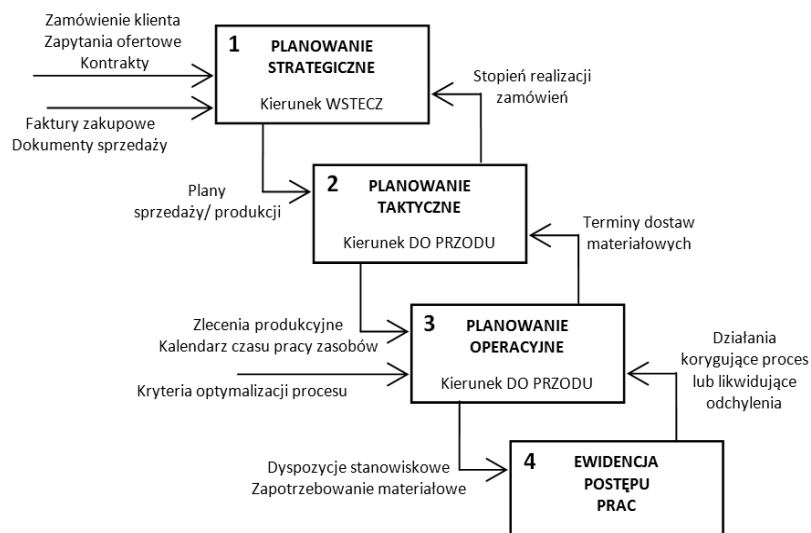 Zamówienie klienta
Zapytania ofertowe
Kontrakty
Faktury zakupowe
Dokumenty sprzedaży
1
PLANOWANIE
STRATEGICZNE
Kierunek WSTECZ
Stopień realizacji
zamówień
Plany
sprzedaży/ produkcji
2
PLANOWANIE
TAKTYCZNE
Kierunek DO PRZODU
Terminy dostaw
materiałowych
Zlecenia produkcyjne
Kalendarz czasu pracy zasobów
Kryteria optymalizacji procesu
3
PLANOWANIE
OPERACYJNE
Kierunek DO PRZODU
Działania
korygujące proces
lub likwidujące
odchylenia
Dyspozycje stanowiskowe
Zapotrzebowanie materiałowe
4
EWIDENCJA
POSTĘPU
PRAC